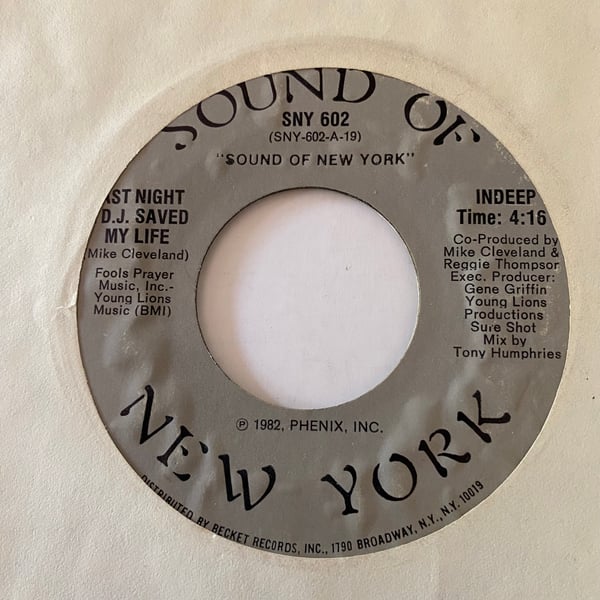 SOUND OF
SNY 602
(SNY-602-A-19)
"SOUND OF NEW YORK"
ST NIGHT
D.J. SAVED
MY LIFE
(Mike Cleveland)
Fools Prayer
Music, Inc.-
Young Lions
Music (BMI)
INDEEP
Time: 4:16
Co-Produced by
Mike Cleveland &
Reggie Thompson
Exec. Producer:
Gene Griffin
Young Lions
Productions
Sure Shot
Mix by
Tony Humphries
℗ 1982, PHENIX, INC.
NEW YORK
DISTRIBUTED BY BECKET RECORDS, INC., 1790 BROADWAY, N.Y., N.Y. 10019